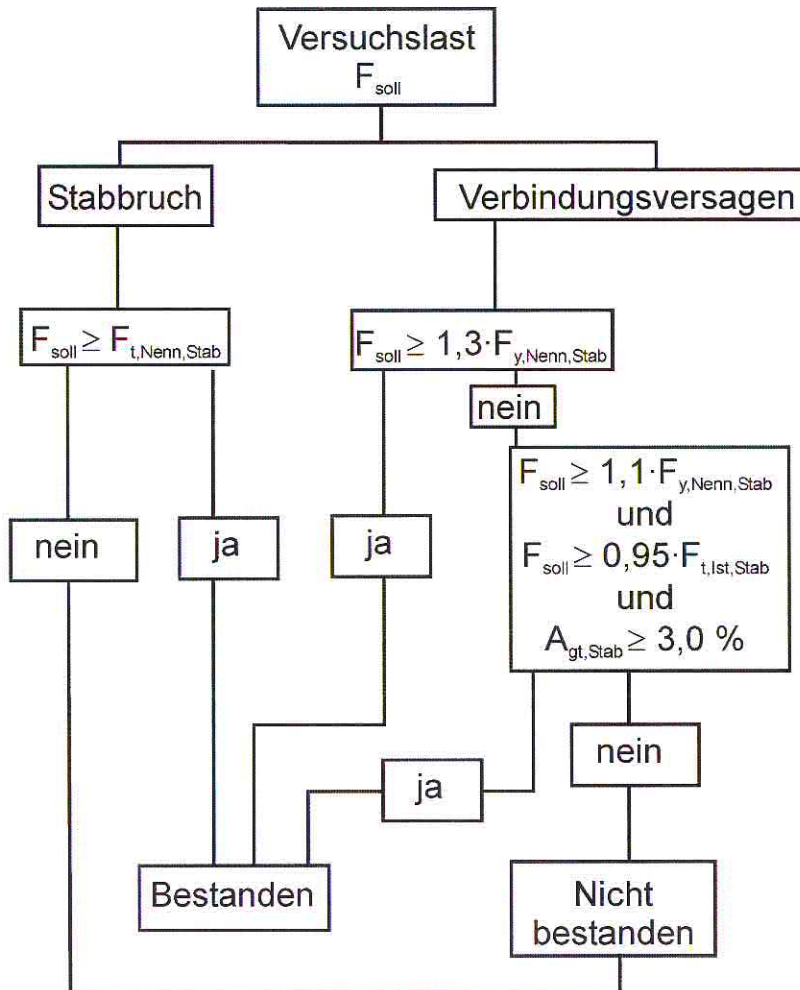 Versuchslast
F_soll
Stabbruch
Verbindungsversagen
F_soll ≥ F_t,Nenn,Stab
F_soll ≥ 1,3·F_y,Nenn,Stab
nein
F_soll ≥ 1,1·F_y,Nenn,Stab
und
F_soll ≥ 0,95·F_t,Ist,Stab
und
A_gt,Stab ≥ 3,0 %
nein
ja
ja
nein
ja
Bestanden
Nicht
bestanden